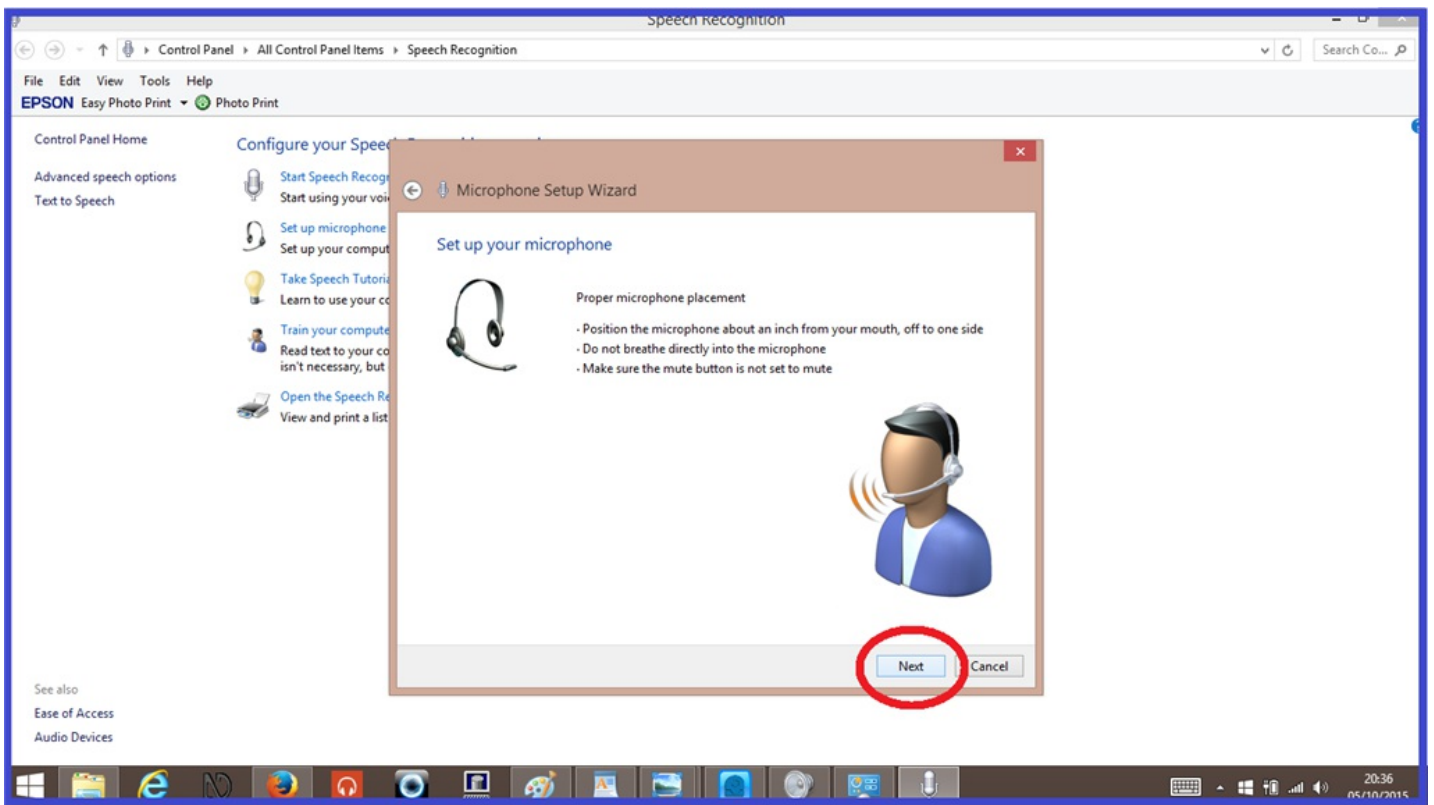 Speech Recognition
Control Panel All Control Panel Items Speech Recognition
Search Co...
File Edit View Tools Help
EPSON Easy Photo Print Photo Print
Control Panel Home
Advanced speech options
Text to Speech
Configure your Speec
Start Speech Recogn
Start using your voi
Set up microphone
Set up your comput
Take Speech Tutoria
Learn to use your co
Train your compute
Read text to your co
isn't necessary, but
Open the Speech Re
View and print a list
Microphone Setup Wizard
Set up your microphone
Proper microphone placement
· Position the microphone about an inch from your mouth, off to one side
· Do not breathe directly into the microphone
· Make sure the mute button is not set to mute
Next Cancel
See also
Ease of Access
Audio Devices
20:36
05/10/2015